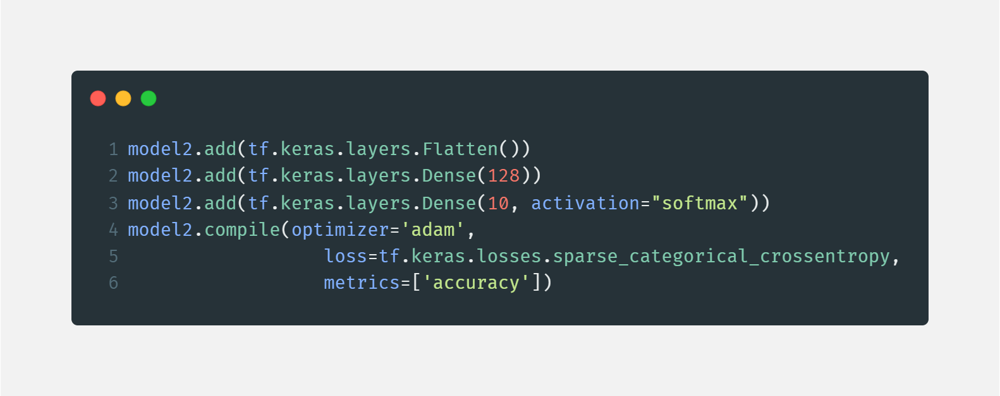 1 model2.add(tf.keras.layers.Flatten())
2 model2.add(tf.keras.layers.Dense(128))
3 model2.add(tf.keras.layers.Dense(10, activation="softmax"))
4 model2.compile(optimizer='adam',
5                   loss=tf.keras.losses.sparse_categorical_crossentropy,
6                   metrics=['accuracy'])